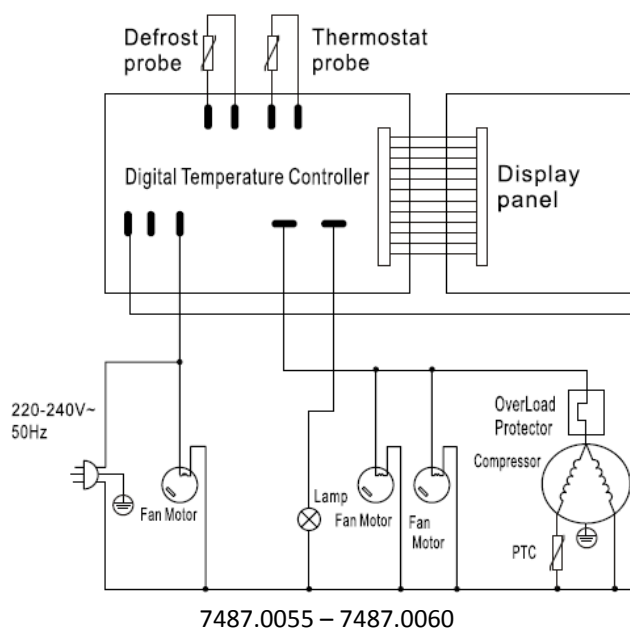 Defrost
probe
Thermostat
probe
Digital Temperature Controller
Display
panel
220-240V~
50Hz
OverLoad
Protector
Compressor
Fan Motor
Lamp
Fan Motor
Fan
Motor
PTC
7487.0055 – 7487.0060